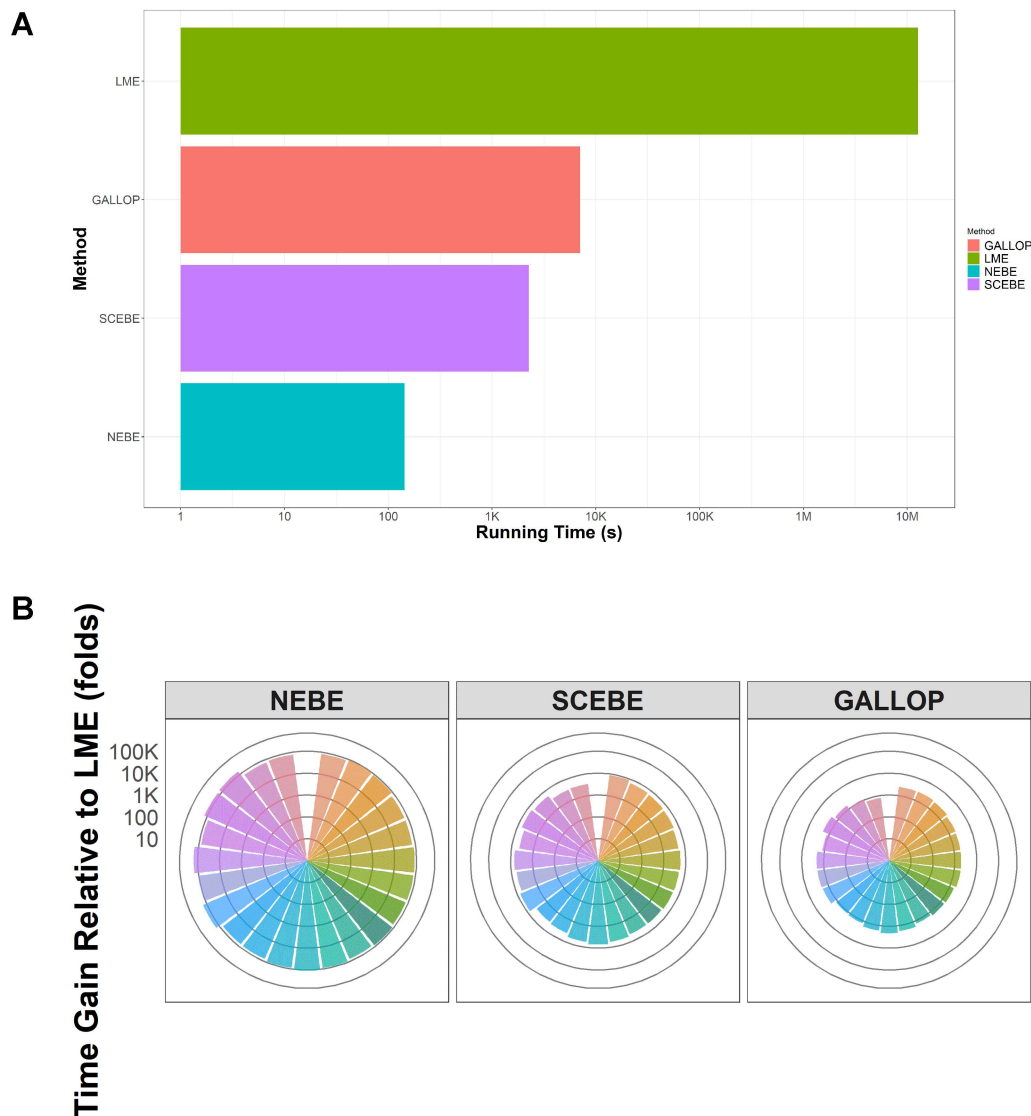 A
LME
GALLOP
SCEBE
NEBE
Method
1 10 100 1K 10K 100K 1M 10M
Running Time (s)
Method
GALLOP
LME
NEBE
SCEBE
B
Time Gain Relative to LME (folds)
100K
10K
1K
100
10
NEBE SCEBE GALLOP